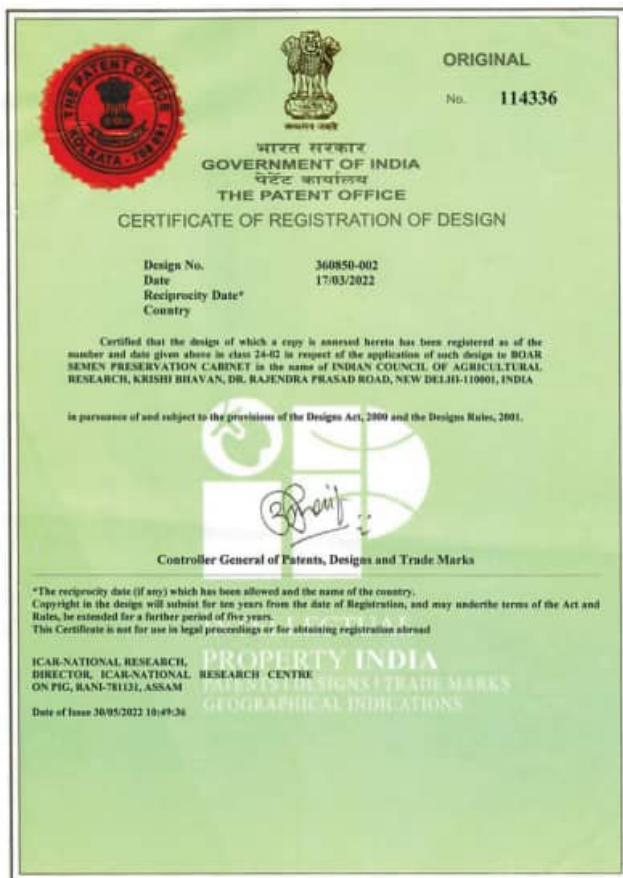 THE PATENT OFFICE
KOLKATA - 700 091
सत्यमेव जयते
ORIGINAL
No. 114336
भारत सरकार
GOVERNMENT OF INDIA
पेटेंट कार्यालय
THE PATENT OFFICE
CERTIFICATE OF REGISTRATION OF DESIGN
Design No. 360850-002
Date 17/03/2022
Reciprocity Date*
Country
Certified that the design of which a copy is annexed hereto has been registered as of the
number and date given above in class 24-02 in respect of the application of such design to BOAR
SEMEN PRESERVATION CABINET in the name of INDIAN COUNCIL OF AGRICULTURAL
RESEARCH, KRISHI BHAVAN, DR. RAJENDRA PRASAD ROAD, NEW DELHI-110001, INDIA
in pursuance of and subject to the provisions of the Designs Act, 2000 and the Designs Rules, 2001.
Controller General of Patents, Designs and Trade Marks
*The reciprocity date (if any) which has been allowed and the name of the country.
Copyright in the design will subsist for ten years from the date of Registration, and may underthe terms of the Act and
Rules, be extended for a further period of five years.
This Certificate is not for use in legal proceedings or for obtaining registration abroad
ICAR-NATIONAL RESEARCH,
DIRECTOR, ICAR-NATIONAL RESEARCH CENTRE
ON PIG, RANI-781131, ASSAM
Date of Issue 30/05/2022 10:49:36
PROPERTY INDIA
PATENTS | DESIGNS | TRADE MARKS
GEOGRAPHICAL INDICATIONS